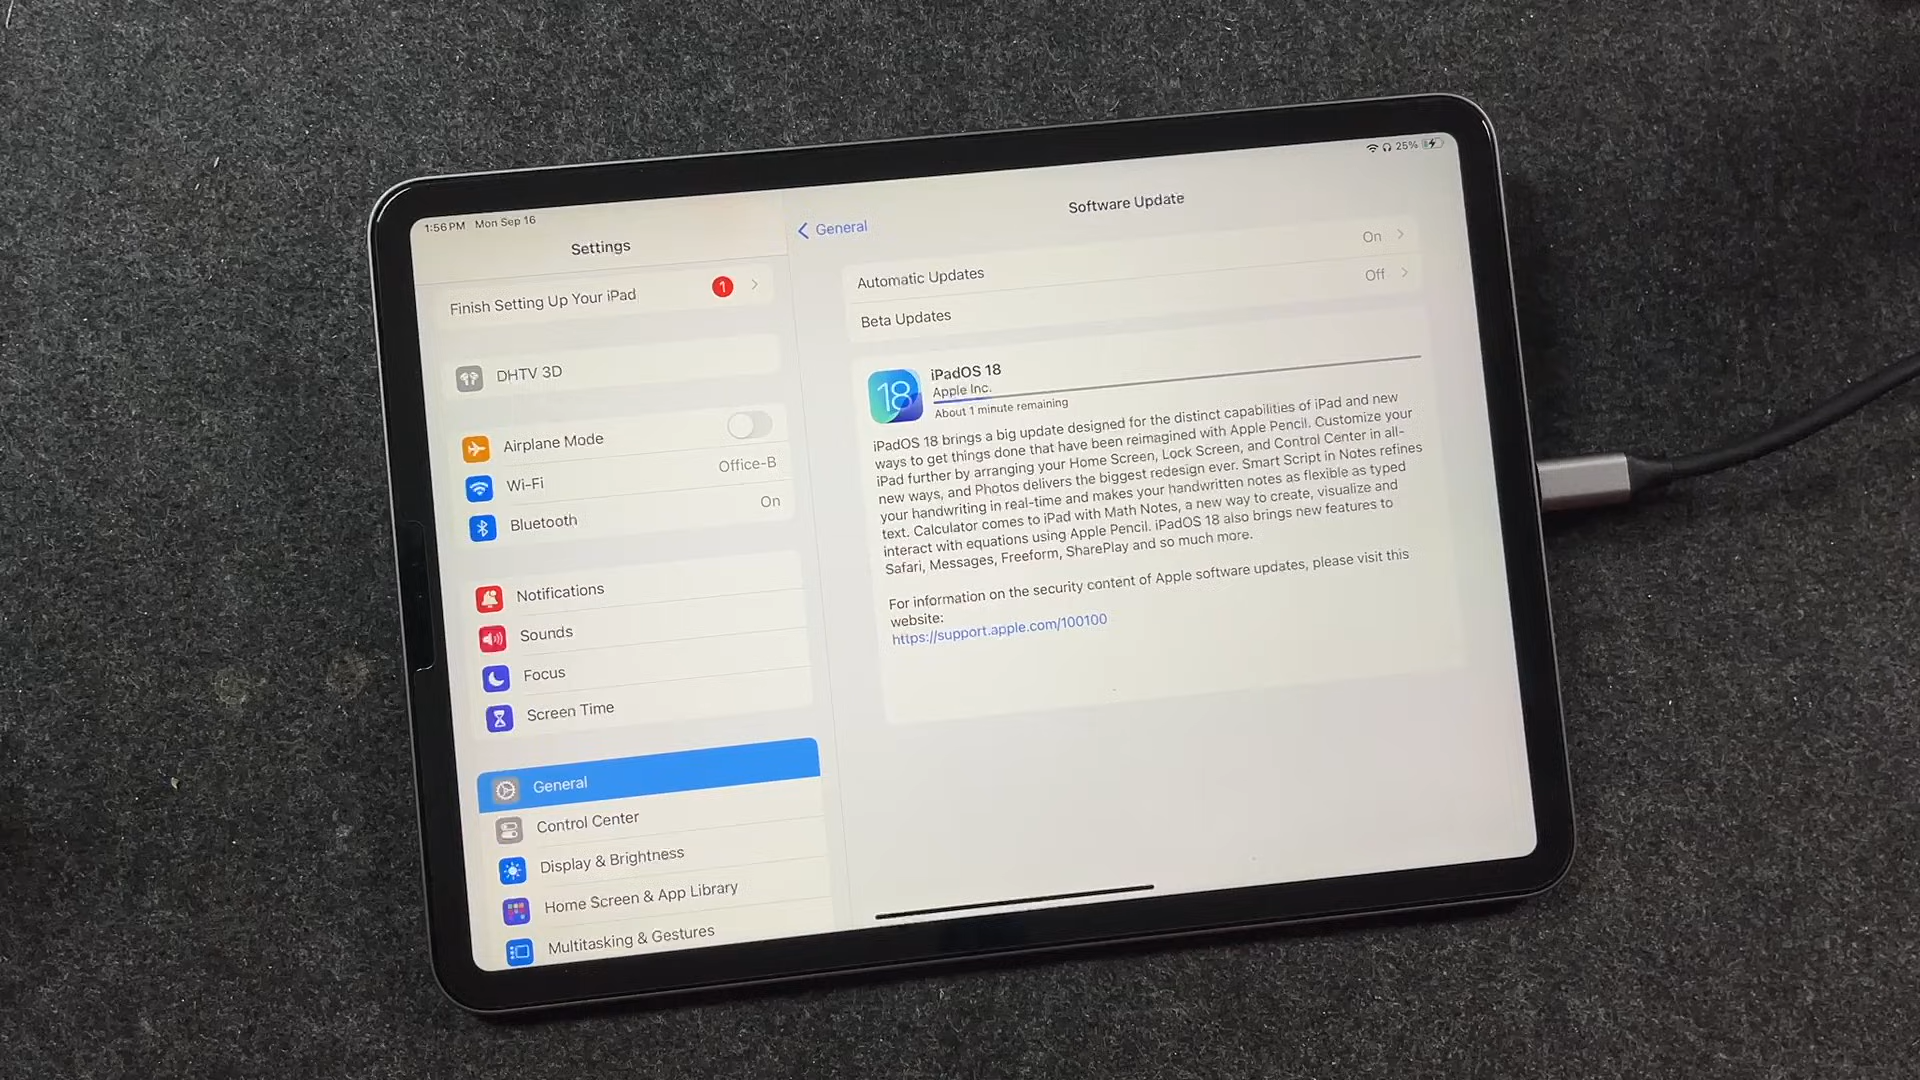 1:56 PM Mon Sep 16
25%
Settings
Finish Setting Up Your iPad 1
DHTV 3D
Airplane Mode
Wi-Fi Office-B
Bluetooth On
Notifications
Sounds
Focus
Screen Time
General
Control Center
Display & Brightness
Home Screen & App Library
Multitasking & Gestures
General
Software Update
Automatic Updates On
Beta Updates Off
18
iPadOS 18
Apple Inc.
About 1 minute remaining
iPadOS 18 brings a big update designed for the distinct capabilities of iPad and new
ways to get things done that have been reimagined with Apple Pencil. Customize your
iPad further by arranging your Home Screen, Lock Screen, and Control Center in all-
new ways, and Photos delivers the biggest redesign ever. Smart Script in Notes refines
your handwriting in real-time and makes your handwritten notes as flexible as typed
text. Calculator comes to iPad with Math Notes, a new way to create, visualize and
interact with equations using Apple Pencil. iPadOS 18 also brings new features to
Safari, Messages, Freeform, SharePlay and so much more.
For information on the security content of Apple software updates, please visit this
website:
https://support.apple.com/100100